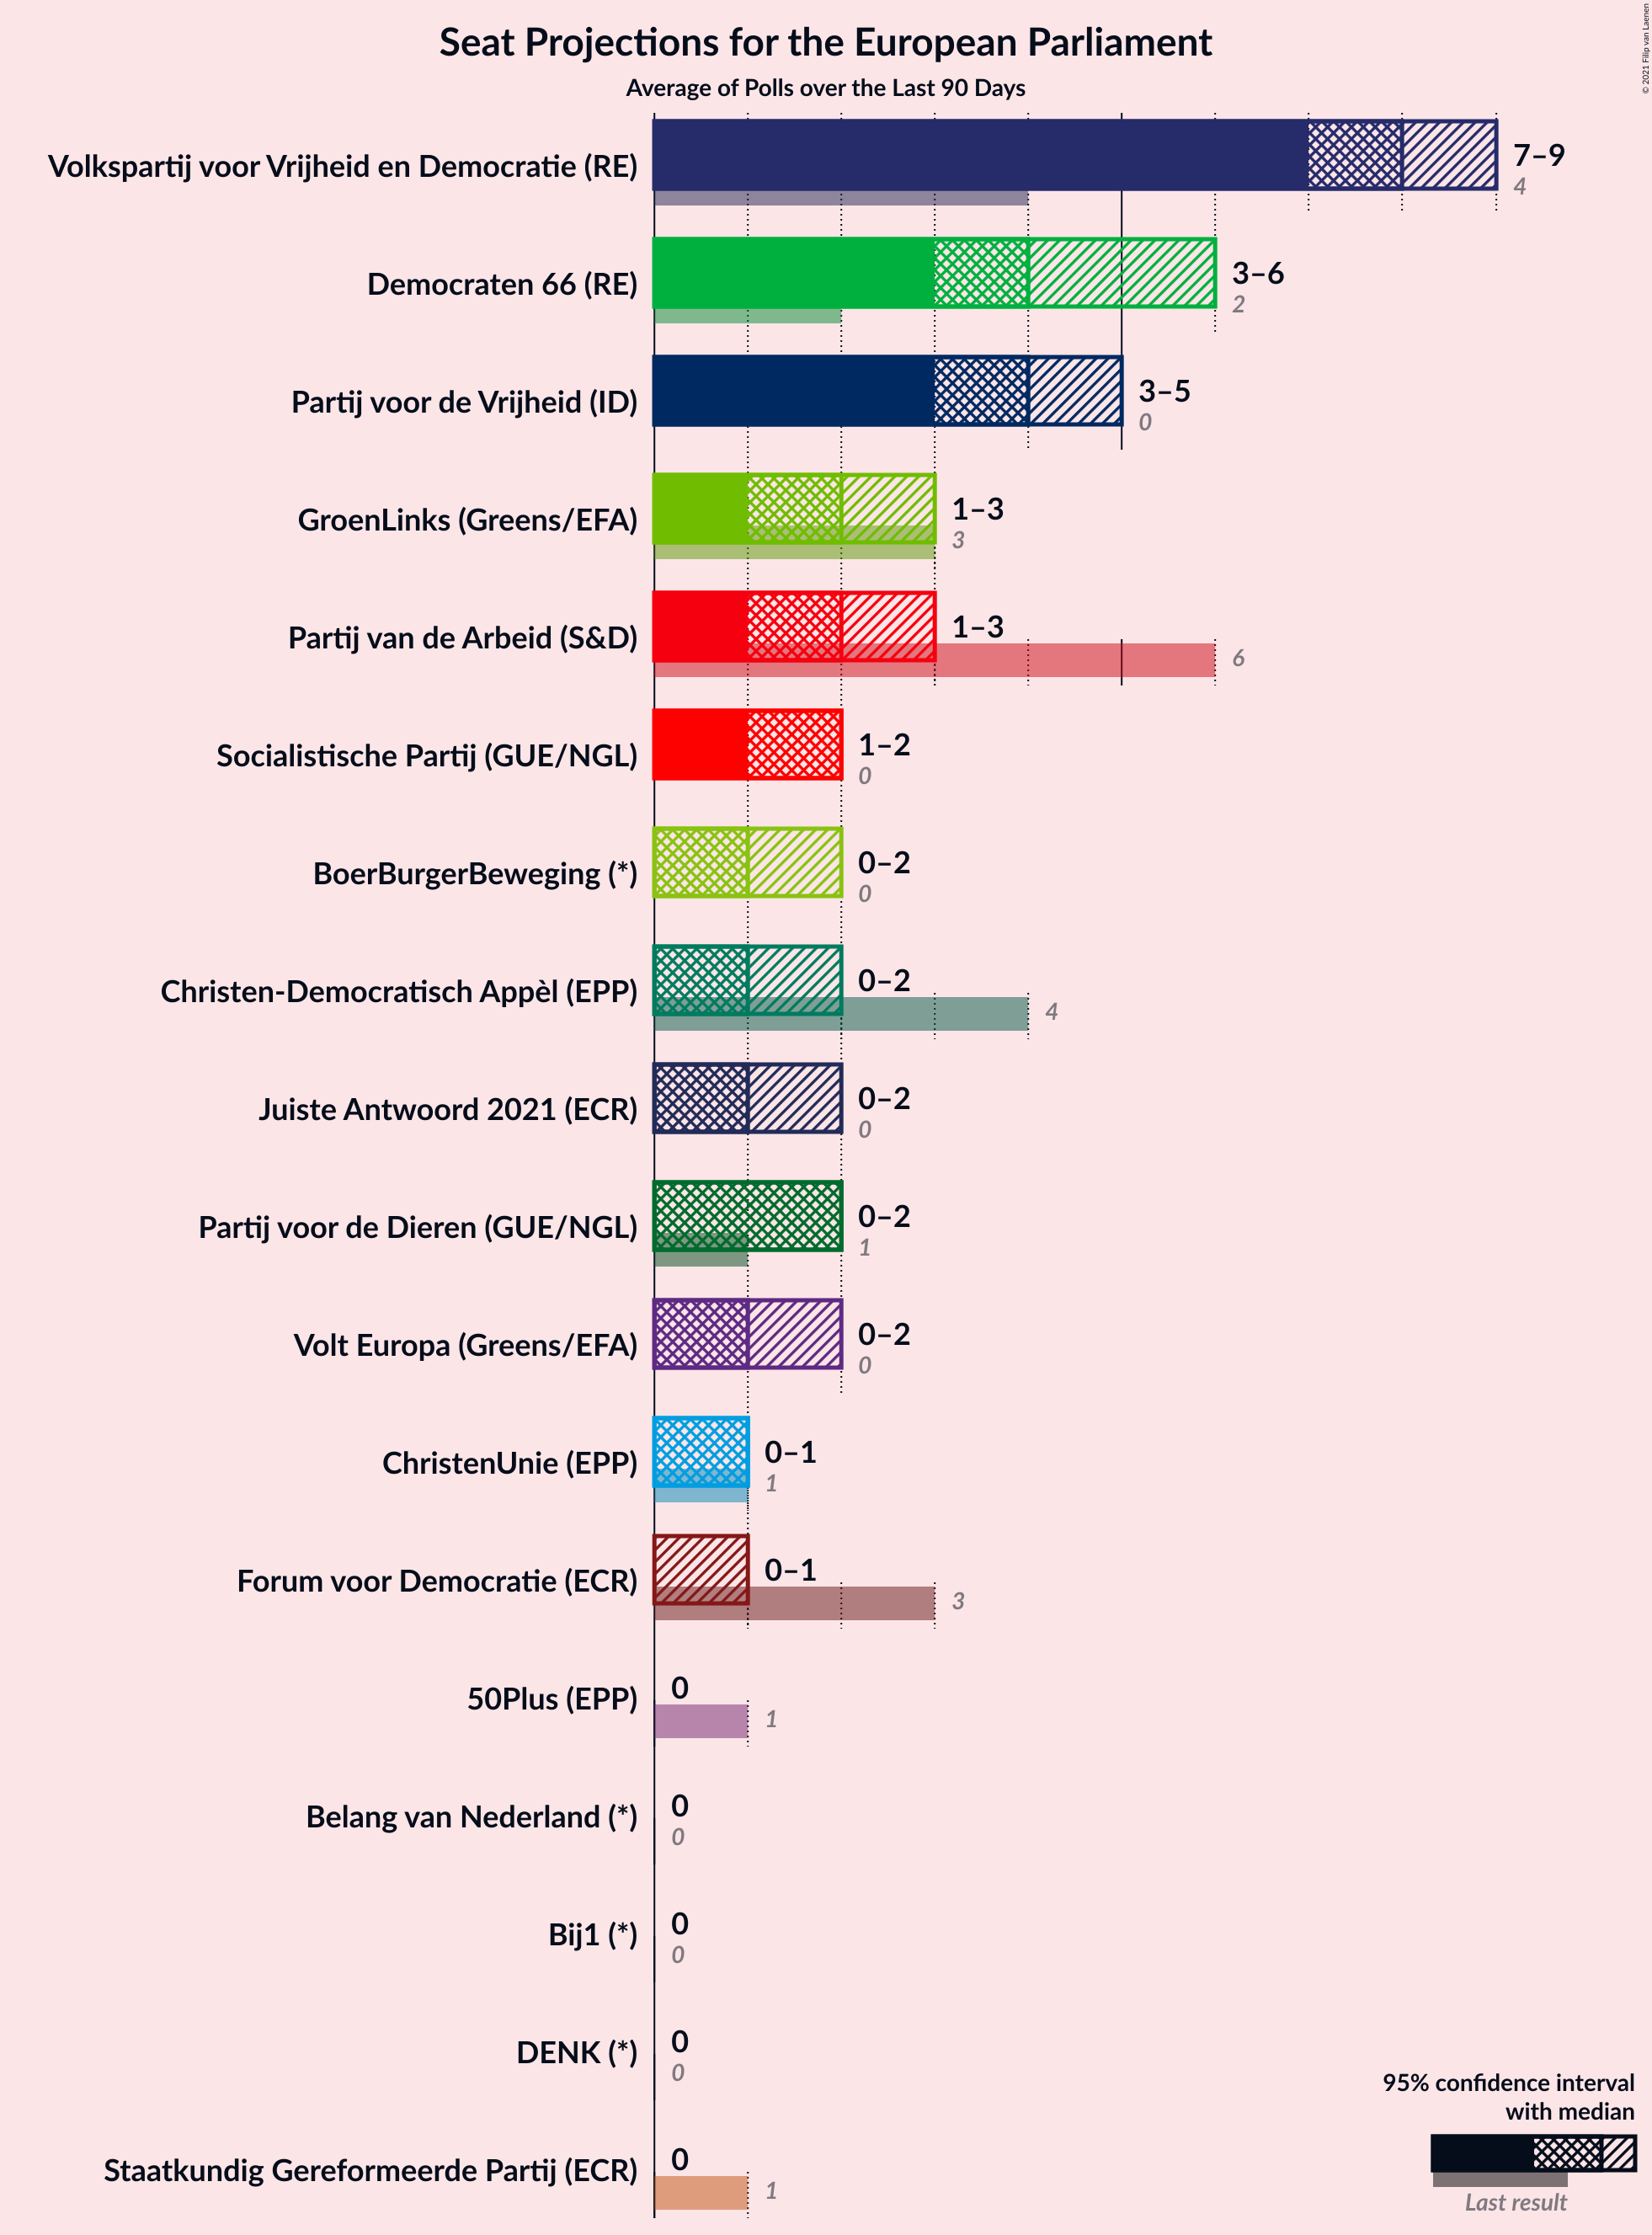 Seat Projections for the European Parliament
Average of Polls over the Last 90 Days
© 2021 Filip van Laenen
Volkspartij voor Vrijheid en Democratie (RE)
7–9
4
Democraten 66 (RE)
3–6
2
Partij voor de Vrijheid (ID)
3–5
0
GroenLinks (Greens/EFA)
1–3
3
Partij van de Arbeid (S&D)
1–3
6
Socialistische Partij (GUE/NGL)
1–2
0
BoerBurgerBeweging (*)
0–2
0
Christen-Democratisch Appèl (EPP)
0–2
4
Juiste Antwoord 2021 (ECR)
0–2
0
Partij voor de Dieren (GUE/NGL)
0–2
1
Volt Europa (Greens/EFA)
0–2
0
ChristenUnie (EPP)
0–1
1
Forum voor Democratie (ECR)
0–1
3
50Plus (EPP)
0
1
Belang van Nederland (*)
0
0
Bij1 (*)
0
0
DENK (*)
0
0
Staatkundig Gereformeerde Partij (ECR)
0
1
95% confidence interval
with median
Last result